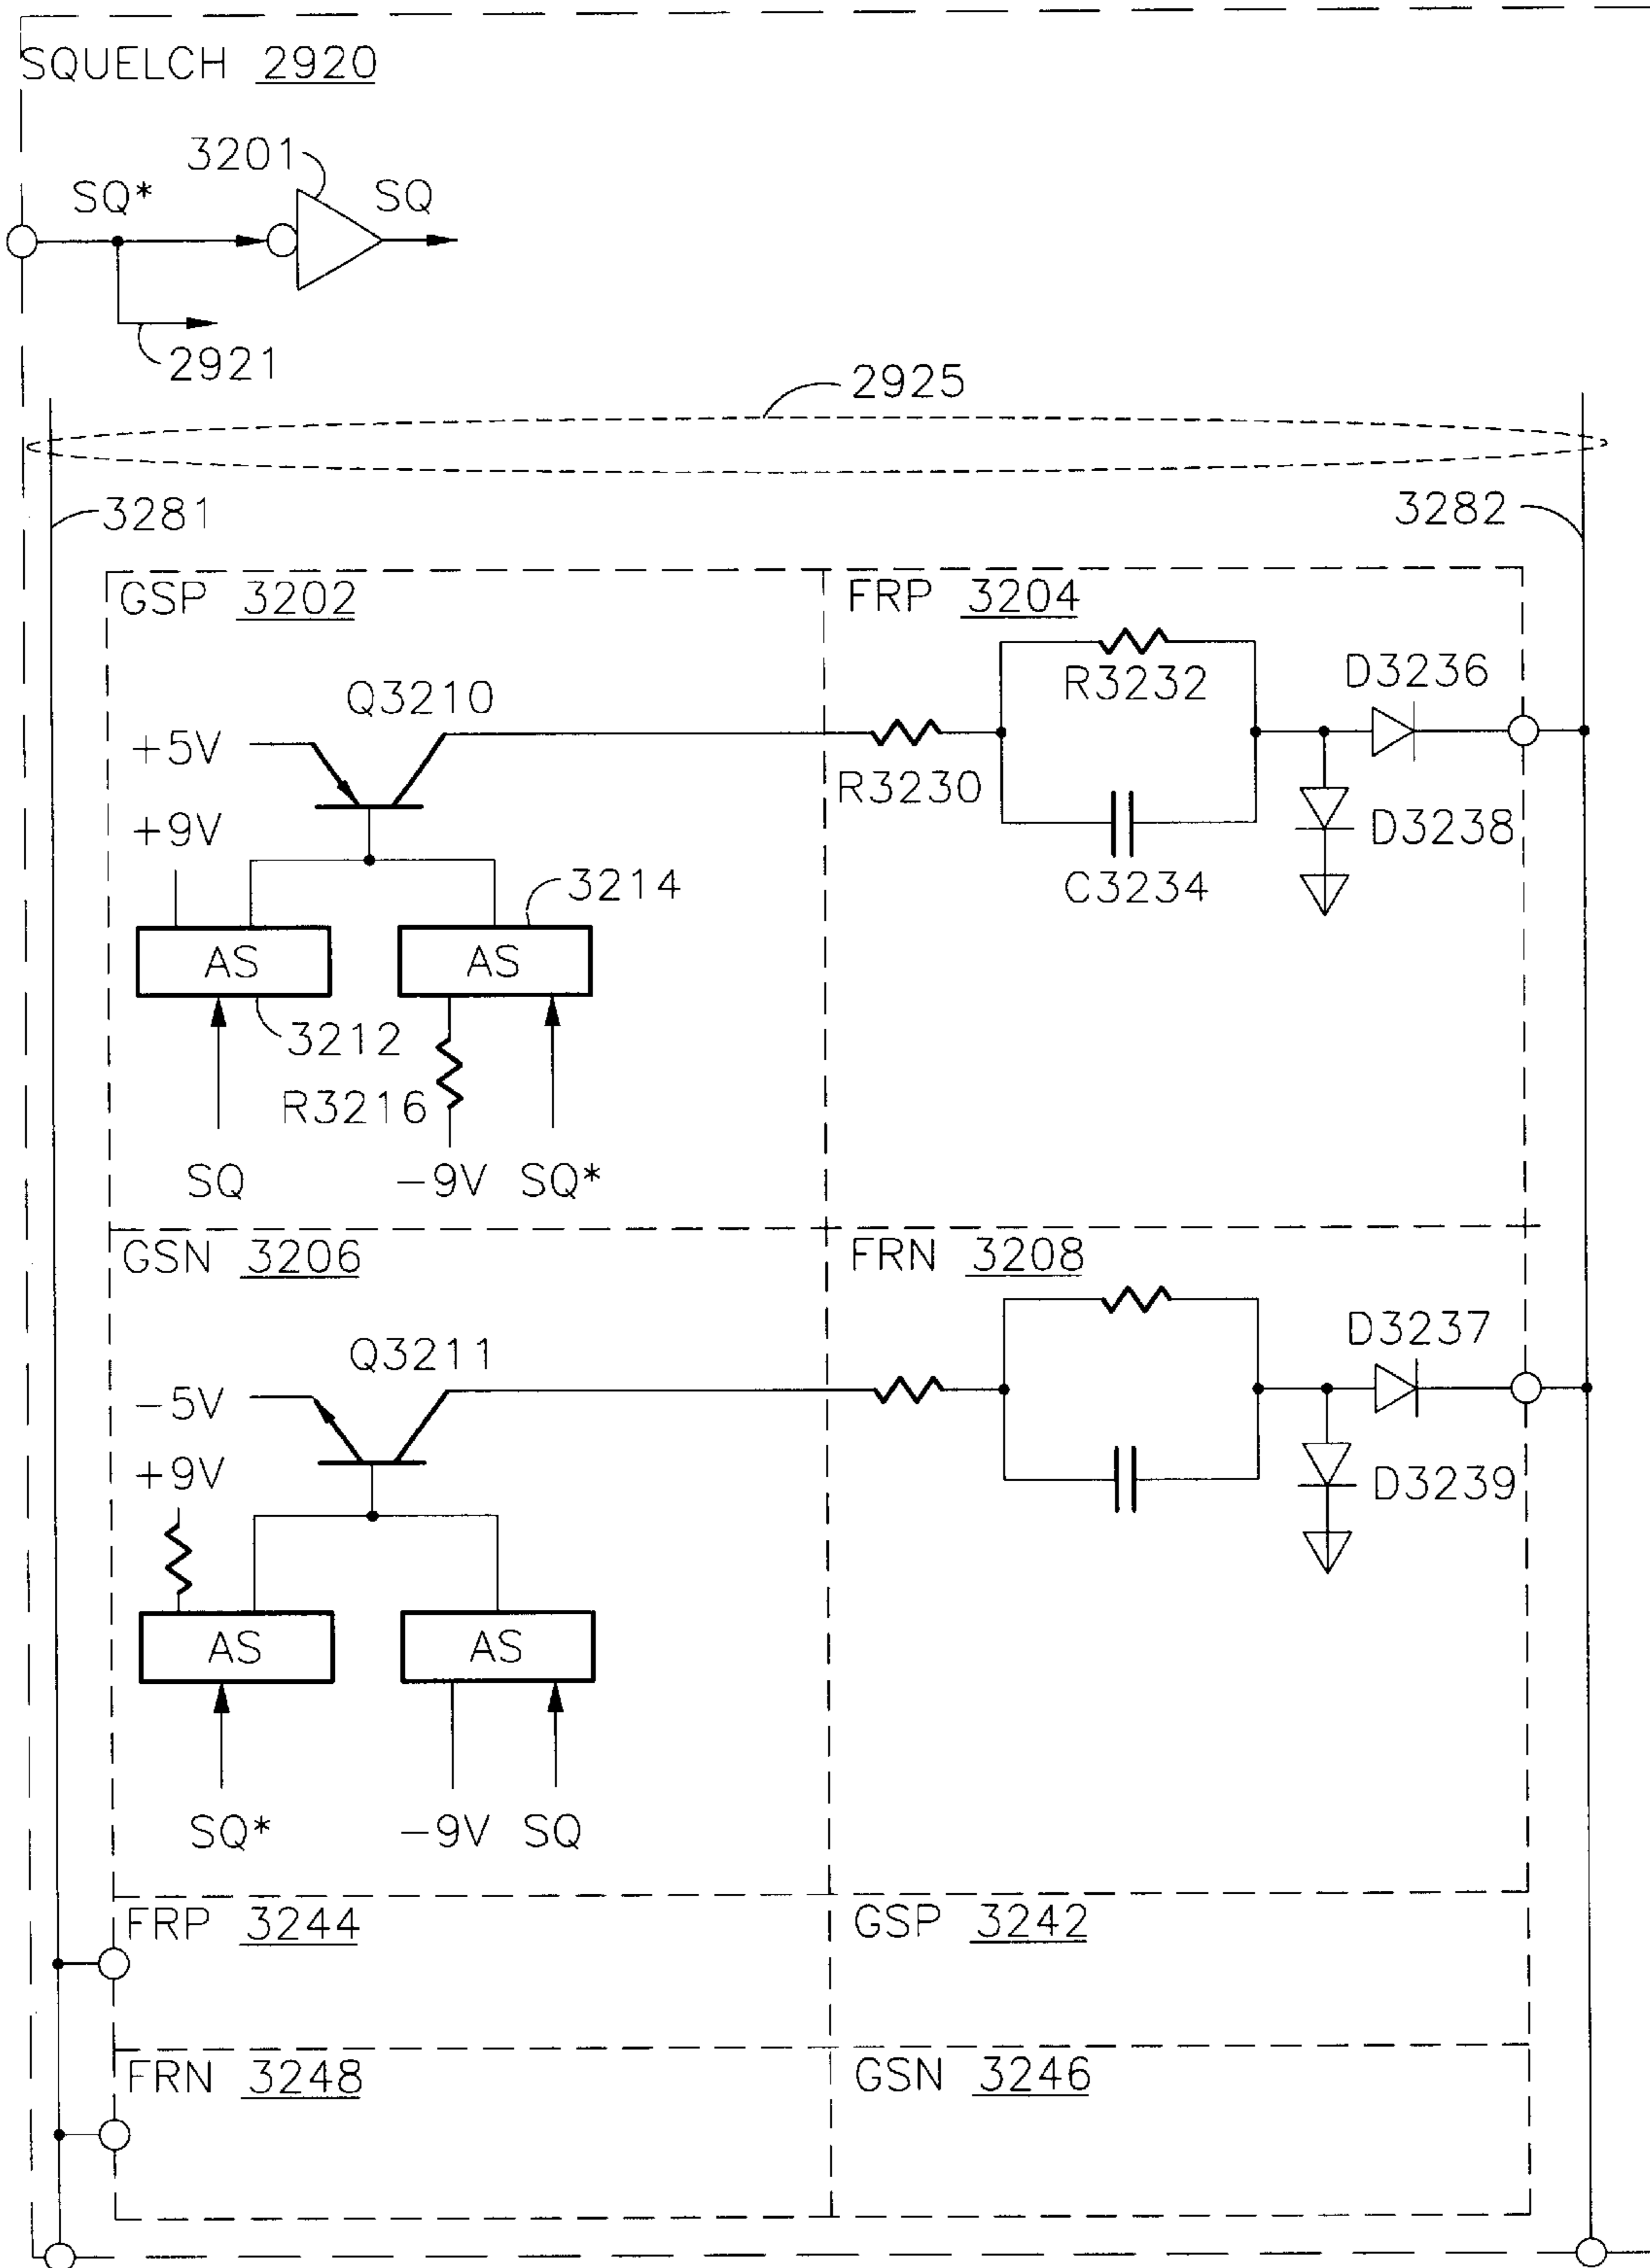 SQUELCH 2920
3201
SQ*
SQ
2921
2925
3281
3282
GSP 3202
FRP 3204
Q3210
R3232
D3236
+5V
R3230
+9V
D3238
3214
C3234
AS
AS
3212
R3216
SQ
-9V
SQ*
GSN 3206
FRN 3208
Q3211
D3237
-5V
+9V
D3239
AS
AS
SQ*
-9V
SQ
FRP 3244
GSP 3242
FRN 3248
GSN 3246